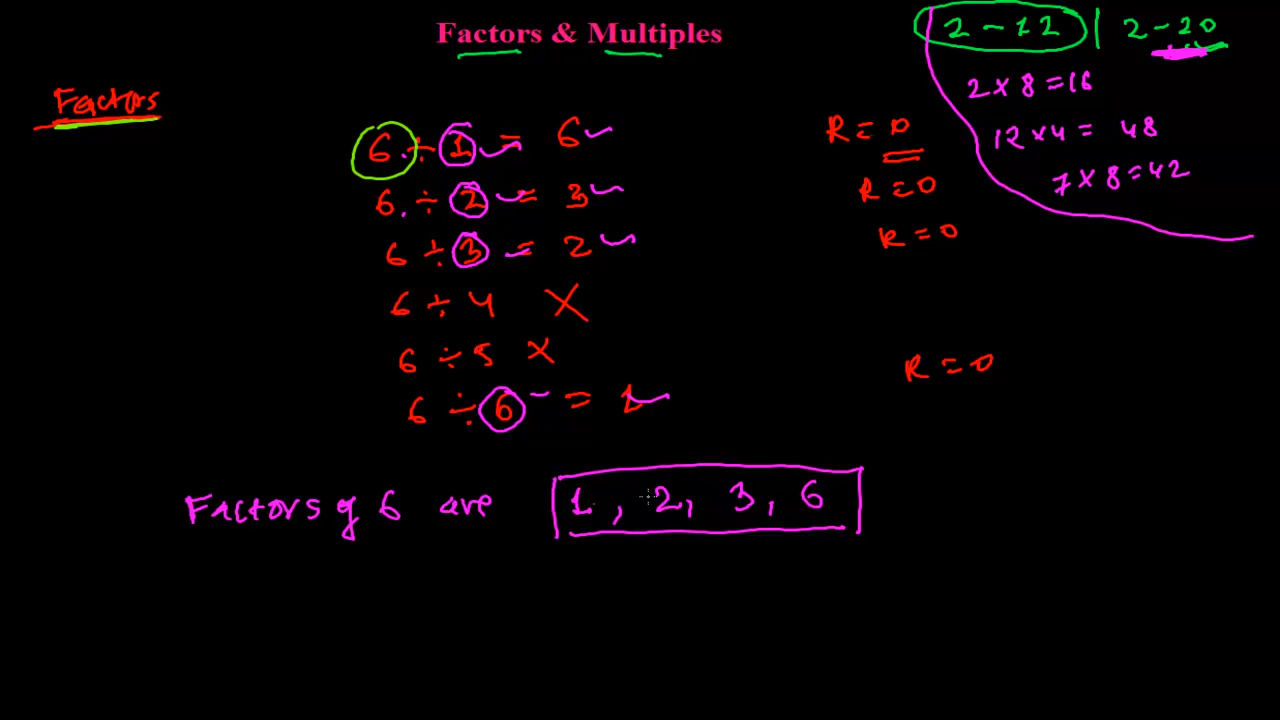 Factors & Multiples
2 - 12 | 2 - 20
2 × 8 = 16
12 × 4 = 48
7 × 8 = 42
Factors
6 ÷ 1 = 6 R = 0
6 ÷ 2 = 3 R = 0
6 ÷ 3 = 2 R = 0
6 ÷ 4 X
6 ÷ 5 X
6 ÷ 6 = 1 R = 0
Factors of 6 are 1, 2, 3, 6